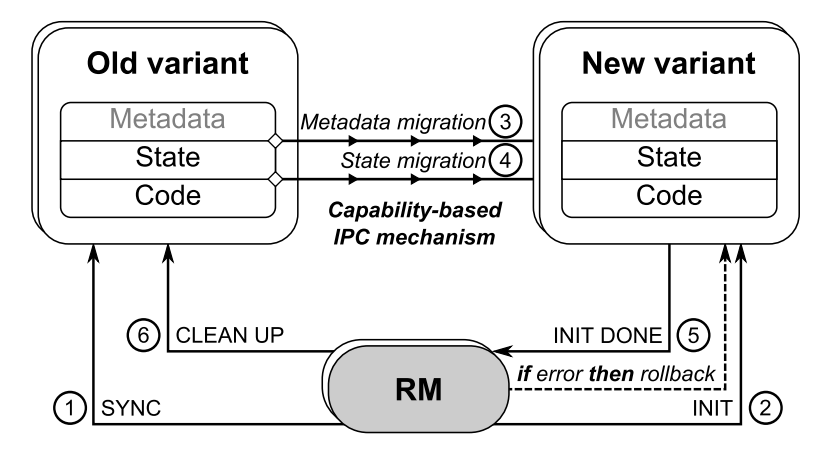 Old variant
New variant
Metadata
State
Code
Metadata migration 3
State migration 4
Capability-based
IPC mechanism
Metadata
State
Code
6 CLEAN UP
INIT DONE 5
if error then rollback
RM
1 SYNC
INIT 2